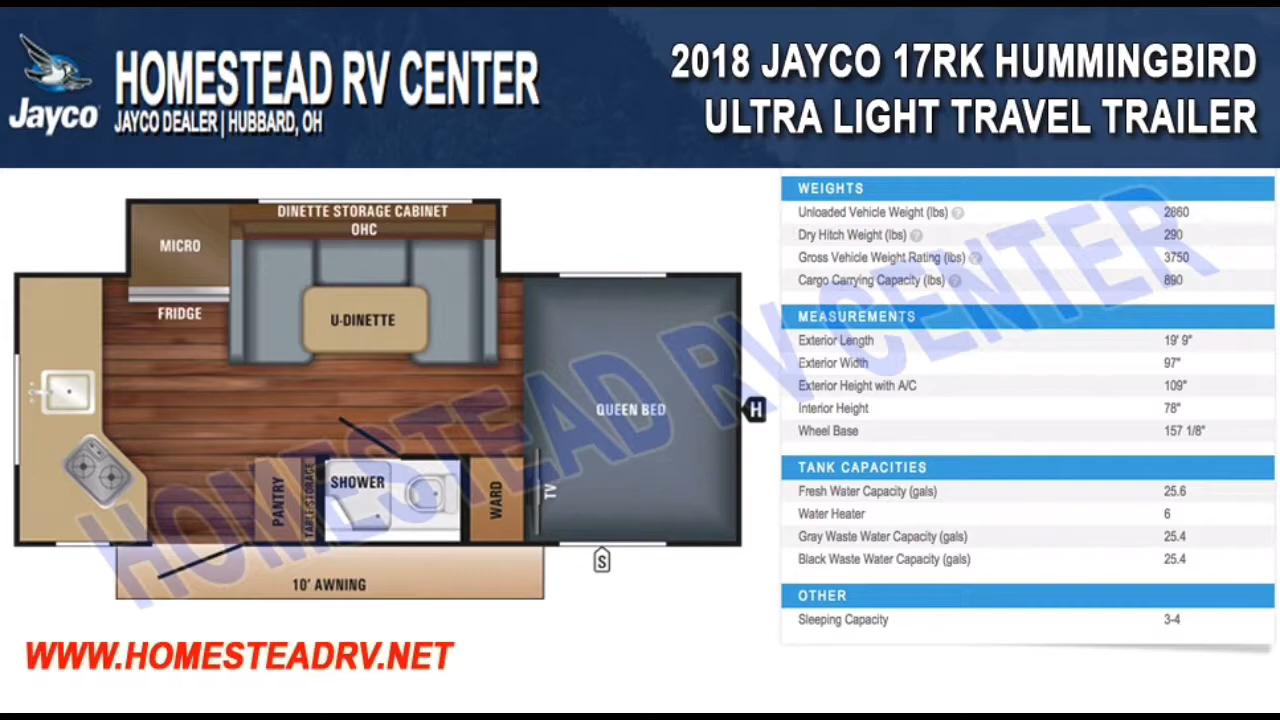 Jayco
HOMESTEAD RV CENTER
JAYCO DEALER | HUBBARD, OH
2018 JAYCO 17RK HUMMINGBIRD
ULTRA LIGHT TRAVEL TRAILER
DINETTE STORAGE CABINET
OHC
MICRO
FRIDGE
U-DINETTE
QUEEN BED
H
SHOWER
PANTRY
TABLE STORAGE
WARD
TV
S
10' AWNING
WWW.HOMESTEADRV.NET
HOMESTEAD RV CENTER
WEIGHTS
Unloaded Vehicle Weight (lbs) ? 2860
Dry Hitch Weight (lbs) ? 290
Gross Vehicle Weight Rating (lbs) ? 3750
Cargo Carrying Capacity (lbs) ? 890
MEASUREMENTS
Exterior Length 19' 9"
Exterior Width 97"
Exterior Height with A/C 109"
Interior Height 78"
Wheel Base 157 1/8"
TANK CAPACITIES
Fresh Water Capacity (gals) 25.6
Water Heater 6
Gray Waste Water Capacity (gals) 25.4
Black Waste Water Capacity (gals) 25.4
OTHER
Sleeping Capacity 3-4